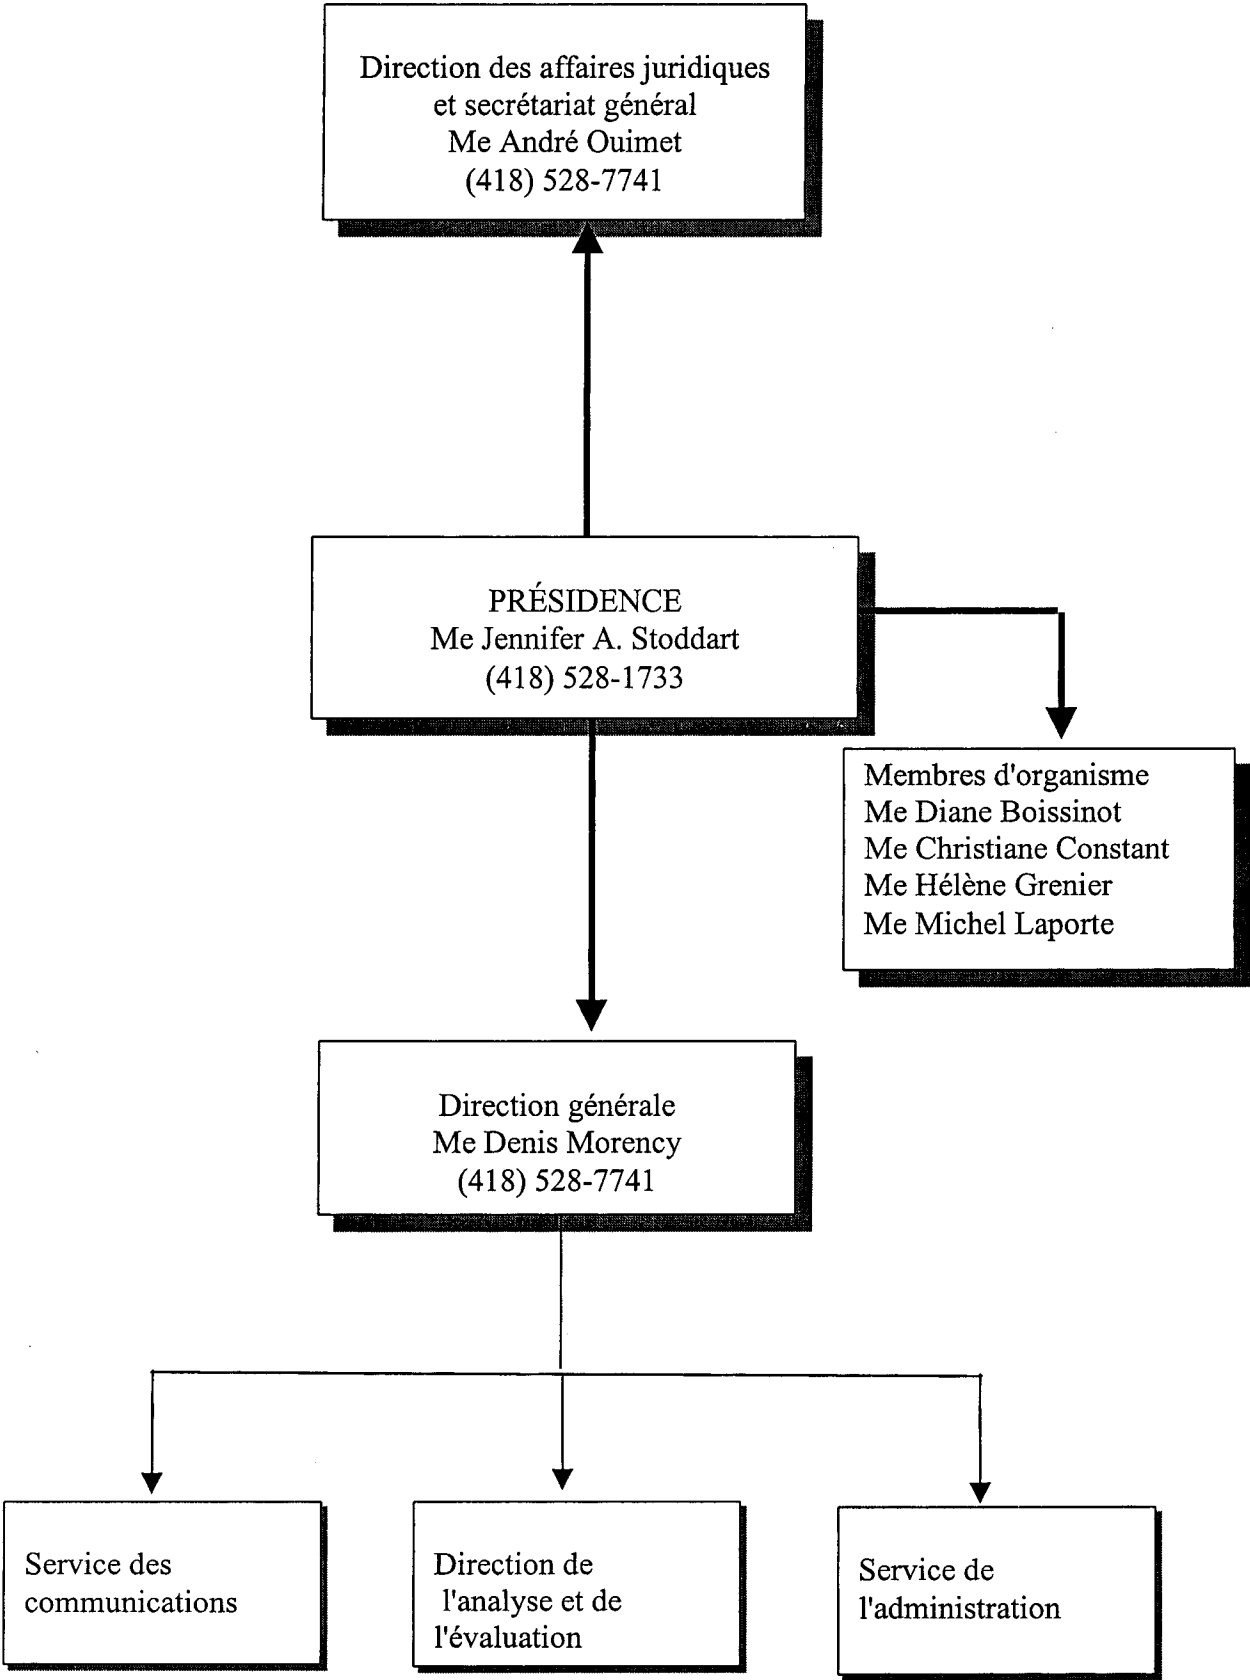 Direction des affaires juridiques
et secrétariat général
Me André Ouimet
(418) 528-7741
PRÉSIDENCE
Me Jennifer A. Stoddart
(418) 528-1733
Membres d'organisme
Me Diane Boissinot
Me Christiane Constant
Me Hélène Grenier
Me Michel Laporte
Direction générale
Me Denis Morency
(418) 528-7741
Service des
communications
Direction de
l'analyse et de
l'évaluation
Service de
l'administration